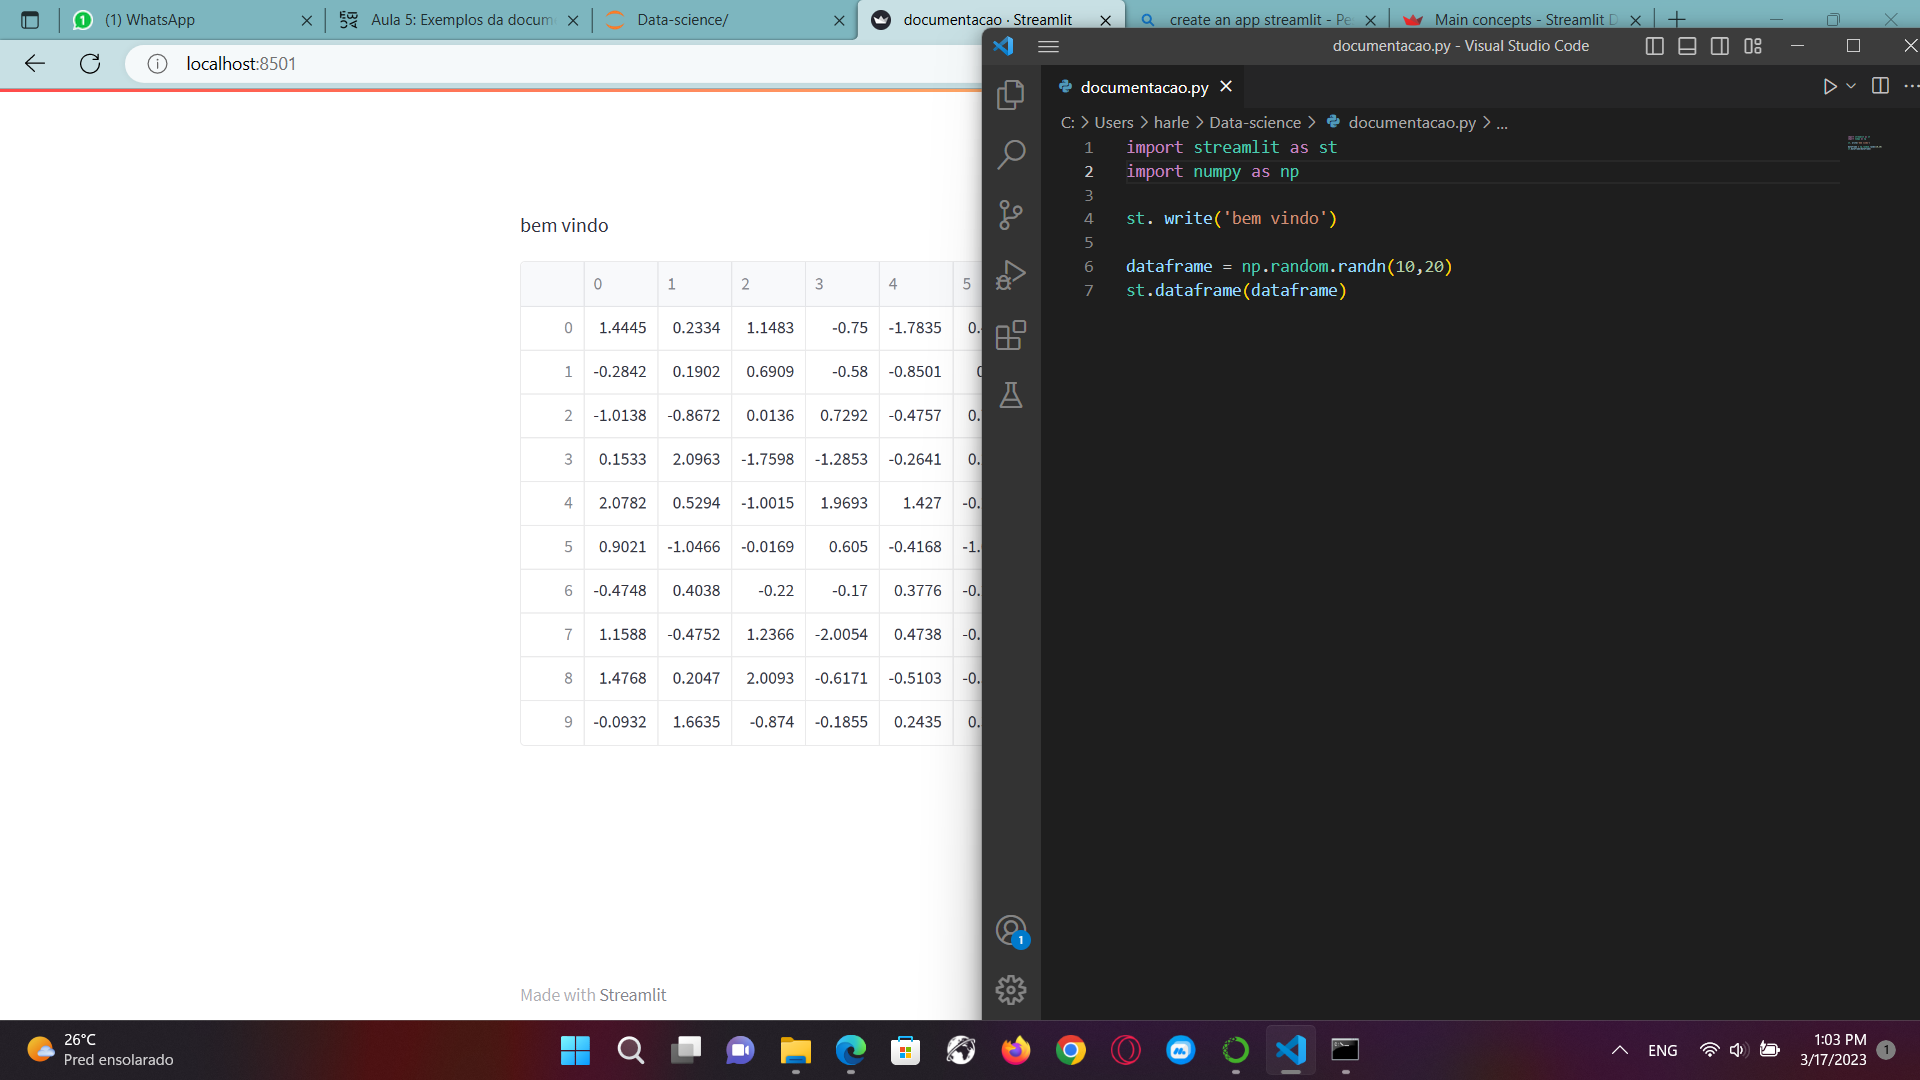 (1) WhatsApp
Aula 5: Exemplos da docum
Data-science/
documentacao · Streamlit
create an app streamlit - Pe
Main concepts - Streamlit D
localhost:8501
bem vindo
0 1 2 3 4 5
0 1.4445 0.2334 1.1483 -0.75 -1.7835 0.
1 -0.2842 0.1902 0.6909 -0.58 -0.8501
2 -1.0138 -0.8672 0.0136 0.7292 -0.4757 0.
3 0.1533 2.0963 -1.7598 -1.2853 -0.2641 0.
4 2.0782 0.5294 -1.0015 1.9693 1.427 -0.
5 0.9021 -1.0466 -0.0169 0.605 -0.4168 -1.
6 -0.4748 0.4038 -0.22 -0.17 0.3776 -0.
7 1.1588 -0.4752 1.2366 -2.0054 0.4738 -0.
8 1.4768 0.2047 2.0093 -0.6171 -0.5103 -0.
9 -0.0932 1.6635 -0.874 -0.1855 0.2435 0.
Made with Streamlit
documentacao.py - Visual Studio Code
documentacao.py
C: > Users > harle > Data-science > documentacao.py > ...
1 import streamlit as st
2 import numpy as np
3
4 st. write('bem vindo')
5
6 dataframe = np.random.randn(10,20)
7 st.dataframe(dataframe)
1
26°C
Pred ensolarado
ENG
1:03 PM
3/17/2023
1